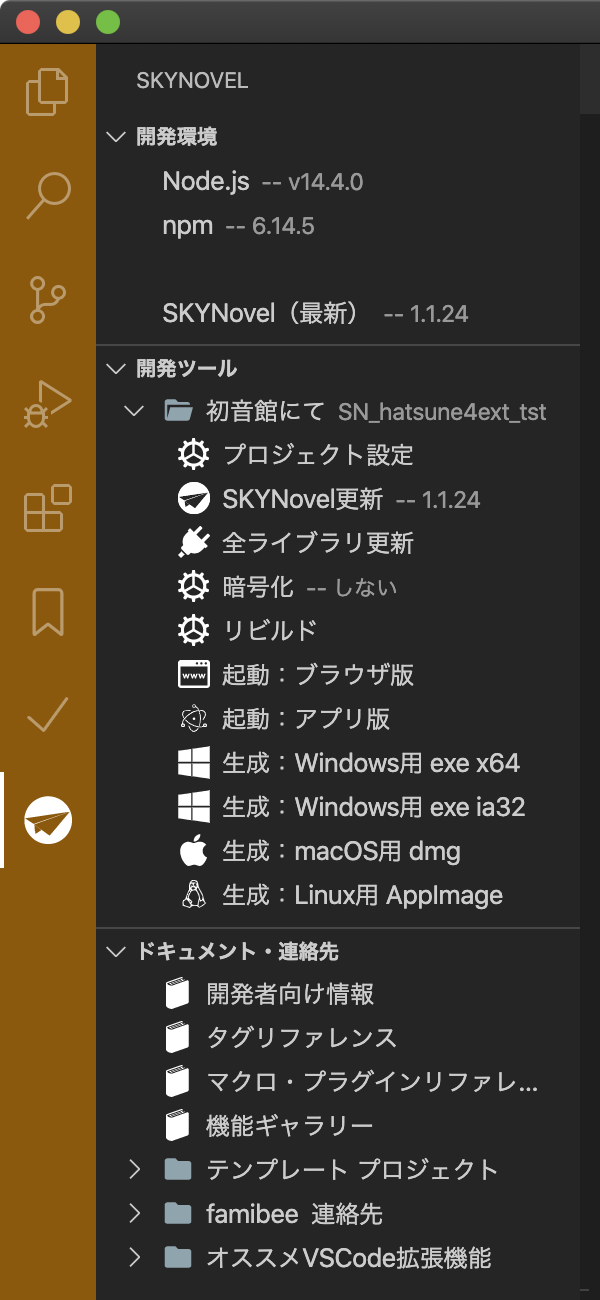 SKYNOVEL
開発環境
Node.js -- v14.4.0
npm -- 6.14.5
SKYNovel（最新） -- 1.1.24
開発ツール
初音館にて SN_hatsune4ext_tst
プロジェクト設定
SKYNovel更新 -- 1.1.24
全ライブラリ更新
暗号化 -- しない
リビルド
www 起動：ブラウザ版
起動：アプリ版
生成：Windows用 exe x64
生成：Windows用 exe ia32
生成：macOS用 dmg
生成：Linux用 AppImage
ドキュメント・連絡先
開発者向け情報
タグリファレンス
マクロ・プラグインリファレ...
機能ギャラリー
テンプレート プロジェクト
famibee 連絡先
オススメVSCode拡張機能